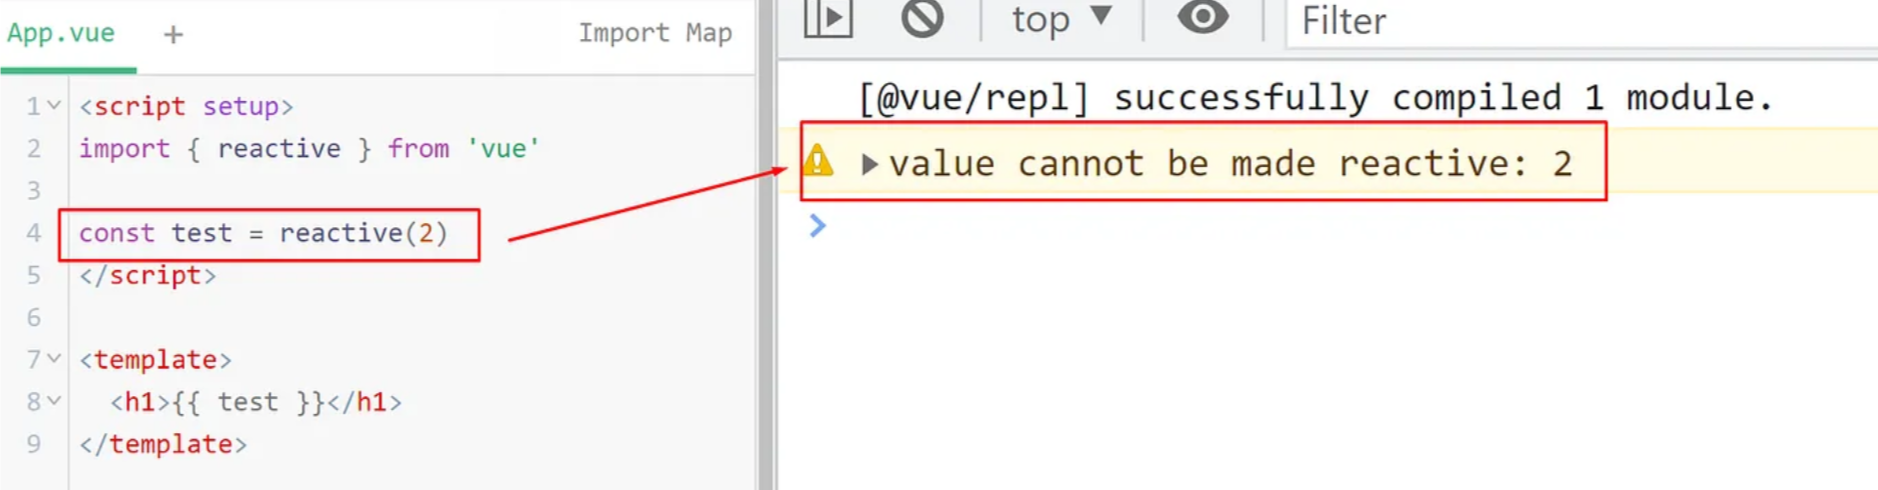 App.vue + Import Map
1 <script setup>
2 import { reactive } from 'vue'
3
4 const test = reactive(2)
5 </script>
6
7 <template>
8 <h1>{{ test }}</h1>
9 </template>
top Filter
[@vue/repl] successfully compiled 1 module.
value cannot be made reactive: 2